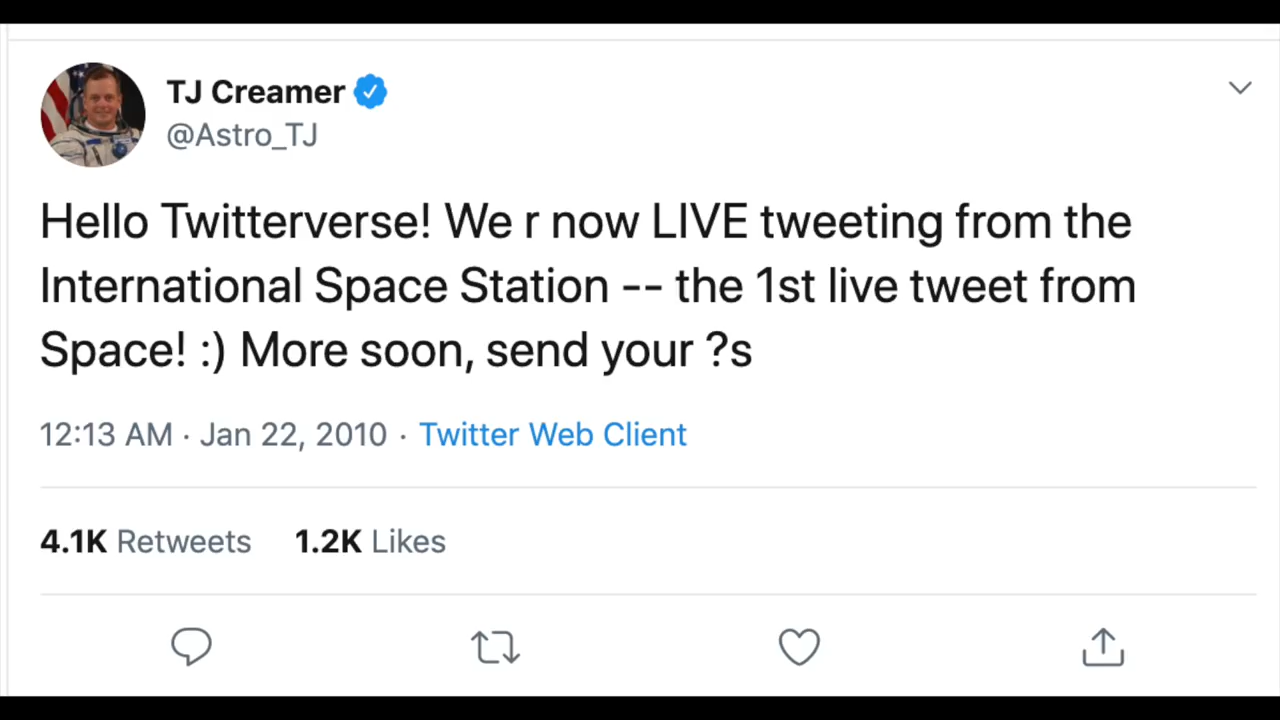 TJ Creamer
@Astro_TJ
Hello Twitterverse! We r now LIVE tweeting from the
International Space Station -- the 1st live tweet from
Space! :) More soon, send your ?s
12:13 AM · Jan 22, 2010 · Twitter Web Client
4.1K Retweets 1.2K Likes